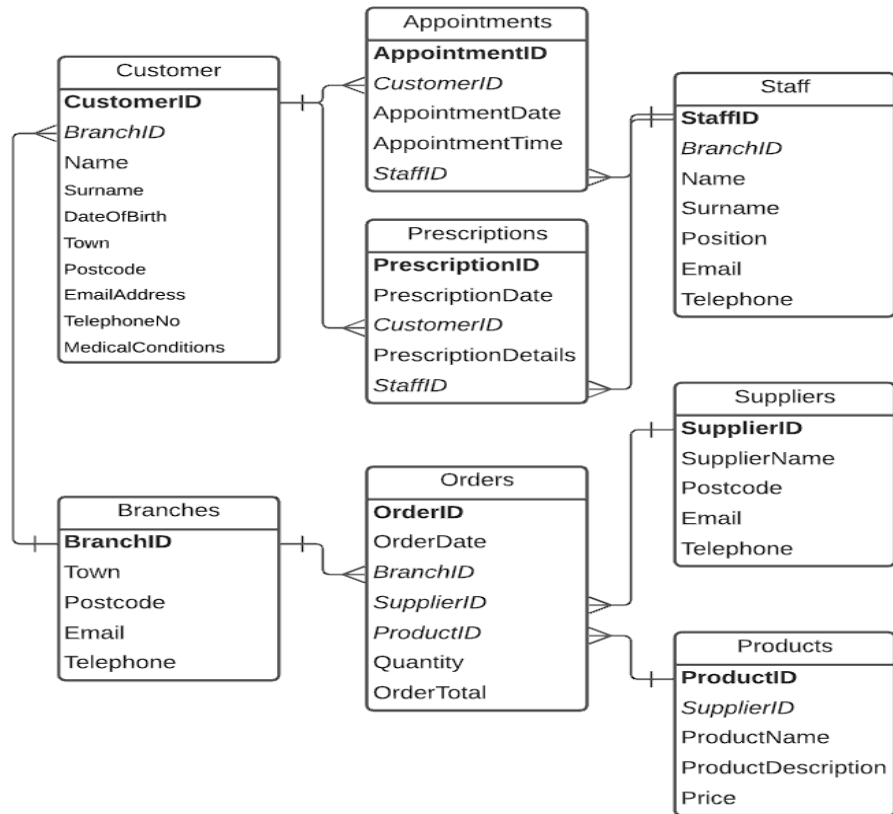 Customer
CustomerID
BranchID
Name
Surname
DateOfBirth
Town
Postcode
EmailAddress
TelephoneNo
MedicalConditions
Appointments
AppointmentID
CustomerID
AppointmentDate
AppointmentTime
StaffID
Staff
StaffID
BranchID
Name
Surname
Position
Email
Telephone
Prescriptions
PrescriptionID
PrescriptionDate
CustomerID
PrescriptionDetails
StaffID
Branches
BranchID
Town
Postcode
Email
Telephone
Orders
OrderID
OrderDate
BranchID
SupplierID
ProductID
Quantity
OrderTotal
Suppliers
SupplierID
SupplierName
Postcode
Email
Telephone
Products
ProductID
SupplierID
ProductName
ProductDescription
Price